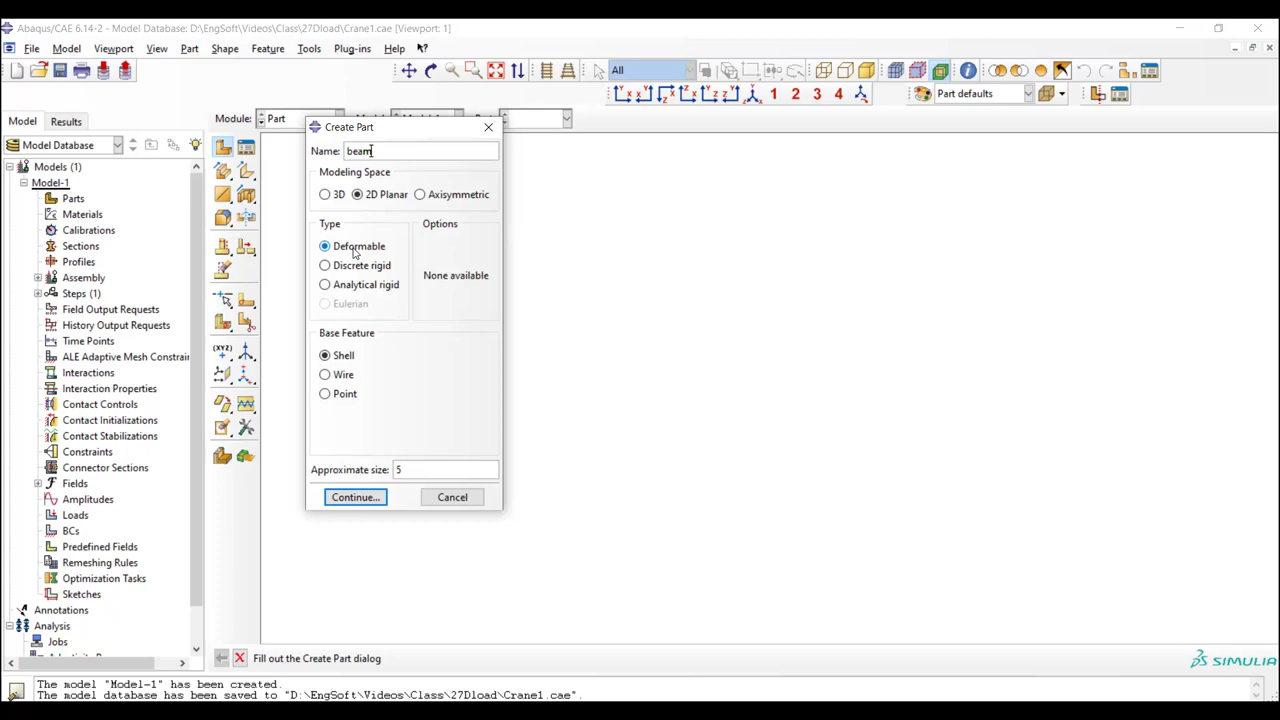 Abaqus/CAE 6.14-2 - Model Database: D:\EngSoft\Videos\Class\27Dload\Crane1.cae [Viewport: 1]
File Model Viewport View Part Shape Feature Tools Plug-ins Help
All
1 2 3 4
Part defaults
Model Results
Module: Part
Model Database
Models (1)
Model-1
Parts
Materials
Calibrations
Sections
Profiles
Assembly
Steps (1)
Field Output Requests
History Output Requests
Time Points
ALE Adaptive Mesh Constrain
Interactions
Interaction Properties
Contact Controls
Contact Initializations
Contact Stabilizations
Constraints
Connector Sections
Fields
Amplitudes
Loads
BCs
Predefined Fields
Remeshing Rules
Optimization Tasks
Sketches
Annotations
Analysis
Jobs
(XYZ)
Create Part
Name: beam
Modeling Space
3D 2D Planar Axisymmetric
Type
Deformable
Discrete rigid
Analytical rigid
Eulerian
Options
None available
Base Feature
Shell
Wire
Point
Approximate size: 5
Continue... Cancel
Fill out the Create Part dialog
SIMULIA
The model "Model-1" has been created.
The model database has been saved to "D:\EngSoft\Videos\Class\27Dload\Crane1.cae".